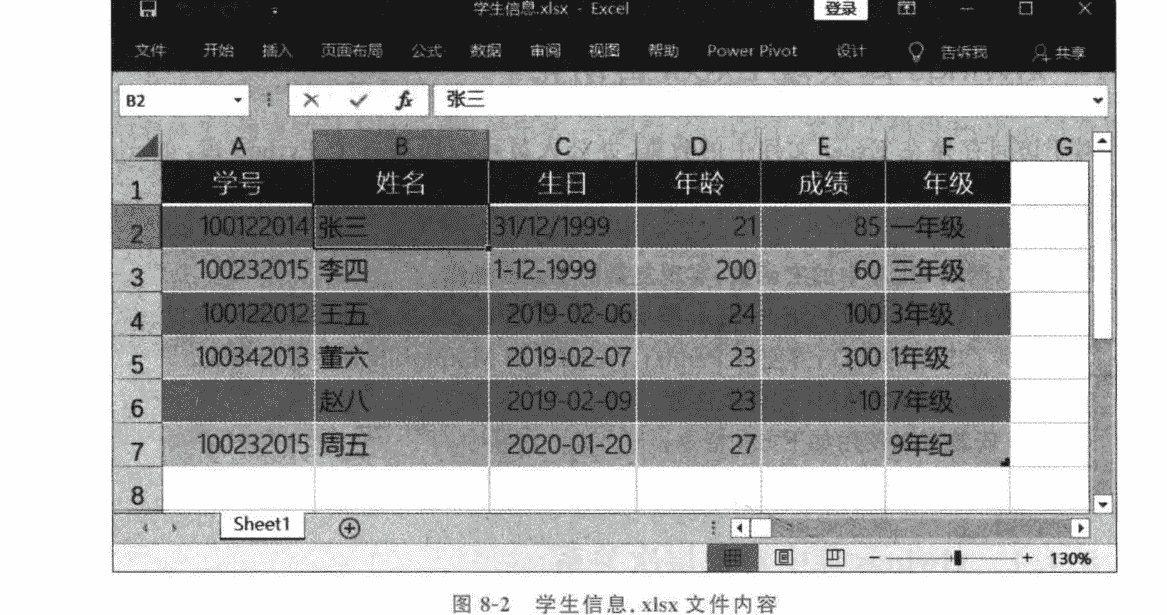 学生信息.xlsx - Excel 登录
文件 开始 插入 页面布局 公式 数据 审阅 视图 帮助 Power Pivot 设计 告诉我 共享
B2 fx 张三
A B C D E F G
1 学号 姓名 生日 年龄 成绩 年级
2 100122014 张三 31/12/1999 21 85 一年级
3 100232015 李四 1-12-1999 200 60 三年级
4 100122012 王五 2019-02-06 24 100 3年级
5 100342013 董六 2019-02-07 23 300 1年级
6 赵八 2019-02-09 23 -10 7年级
7 100232015 周五 2020-01-20 27 9年纪
8
Sheet1
130%
图 8-2 学生信息.xlsx 文件内容